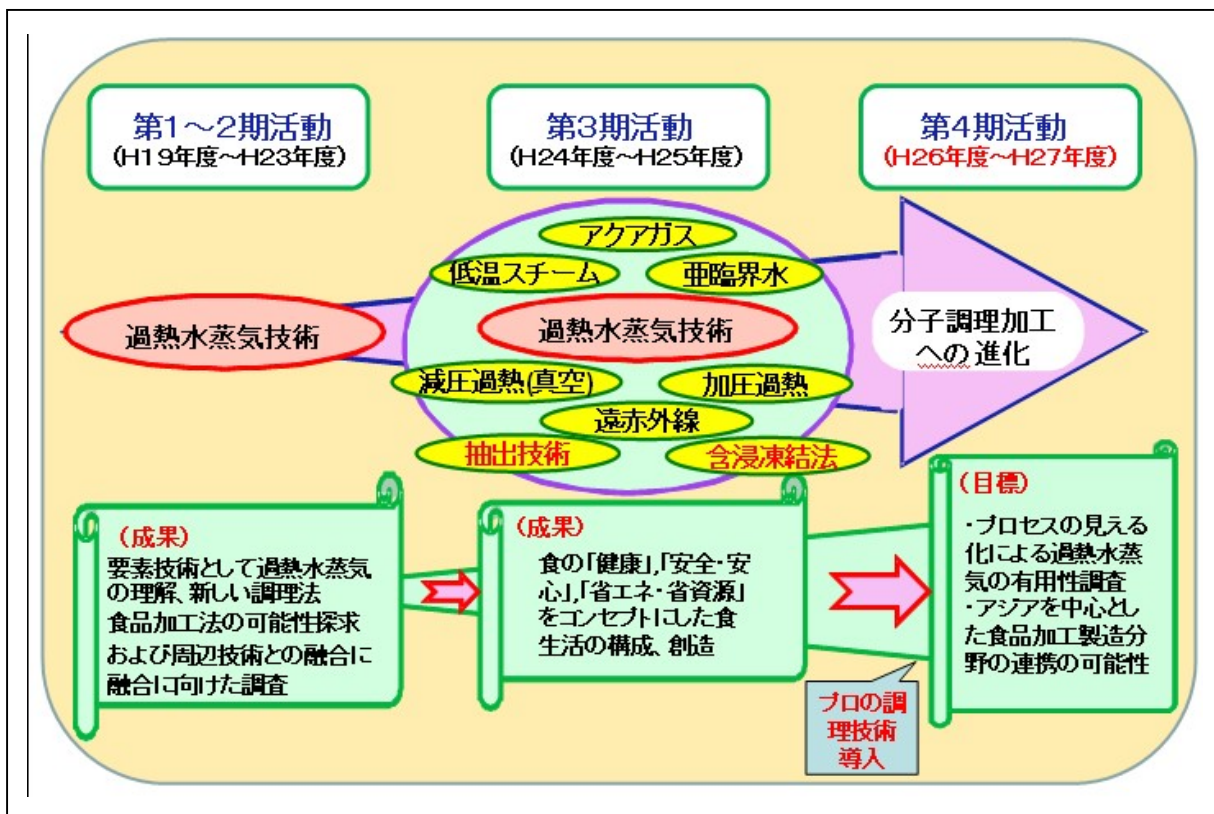 第1～2期活動
(H19年度～H23年度)
第3期活動
(H24年度～H25年度)
第4期活動
(H26年度～H27年度)
過熱水蒸気技術
アクアガス
低温スチーム
亜臨界水
過熱水蒸気技術
減圧過熱(真空)
加圧過熱
遠赤外線
抽出技術
含浸凍結法
分子調理加工
への進化
(成果)
要素技術として過熱水蒸気
の理解、新しい調理法
食品加工法の可能性探求
および周辺技術との融合に
融合に向けた調査
(成果)
食の「健康」,「安全・安
心」,「省エネ・省資源」
をコンセプトにした食
生活の構成、創造
プロの調
理技術
導入
(目標)
・プロセスの見える
化による過熱水蒸
気の有用性調査
・アジアを中心とし
た食品加工製造分
野の連携の可能性